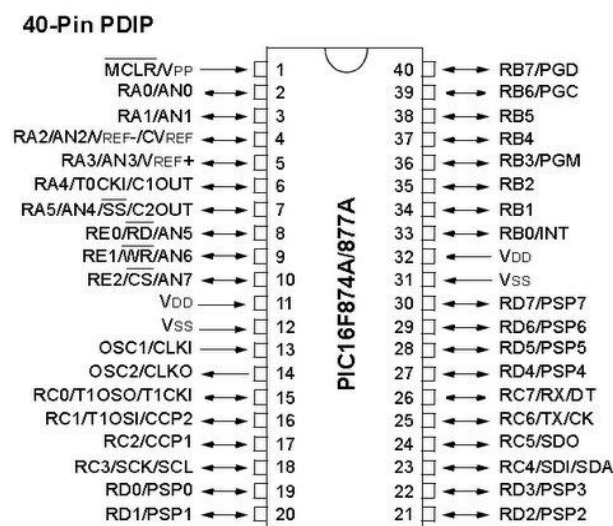 40-Pin PDIP
MCLR/VPP 1 40 RB7/PGD
RA0/AN0 2 39 RB6/PGC
RA1/AN1 3 38 RB5
RA2/AN2/VREF-/CVREF 4 37 RB4
RA3/AN3/VREF+ 5 36 RB3/PGM
RA4/T0CKI/C1OUT 6 35 RB2
RA5/AN4/SS/C2OUT 7 34 RB1
RE0/RD/AN5 8 33 RB0/INT
RE1/WR/AN6 9 32 VDD
RE2/CS/AN7 10 31 VSS
VDD 11 30 RD7/PSP7
VSS 12 29 RD6/PSP6
OSC1/CLKI 13 28 RD5/PSP5
OSC2/CLKO 14 27 RD4/PSP4
RC0/T1OSO/T1CKI 15 26 RC7/RX/DT
RC1/T1OSI/CCP2 16 25 RC6/TX/CK
RC2/CCP1 17 24 RC5/SDO
RC3/SCK/SCL 18 23 RC4/SDI/SDA
RD0/PSP0 19 22 RD3/PSP3
RD1/PSP1 20 21 RD2/PSP2
PIC16F874A/877A